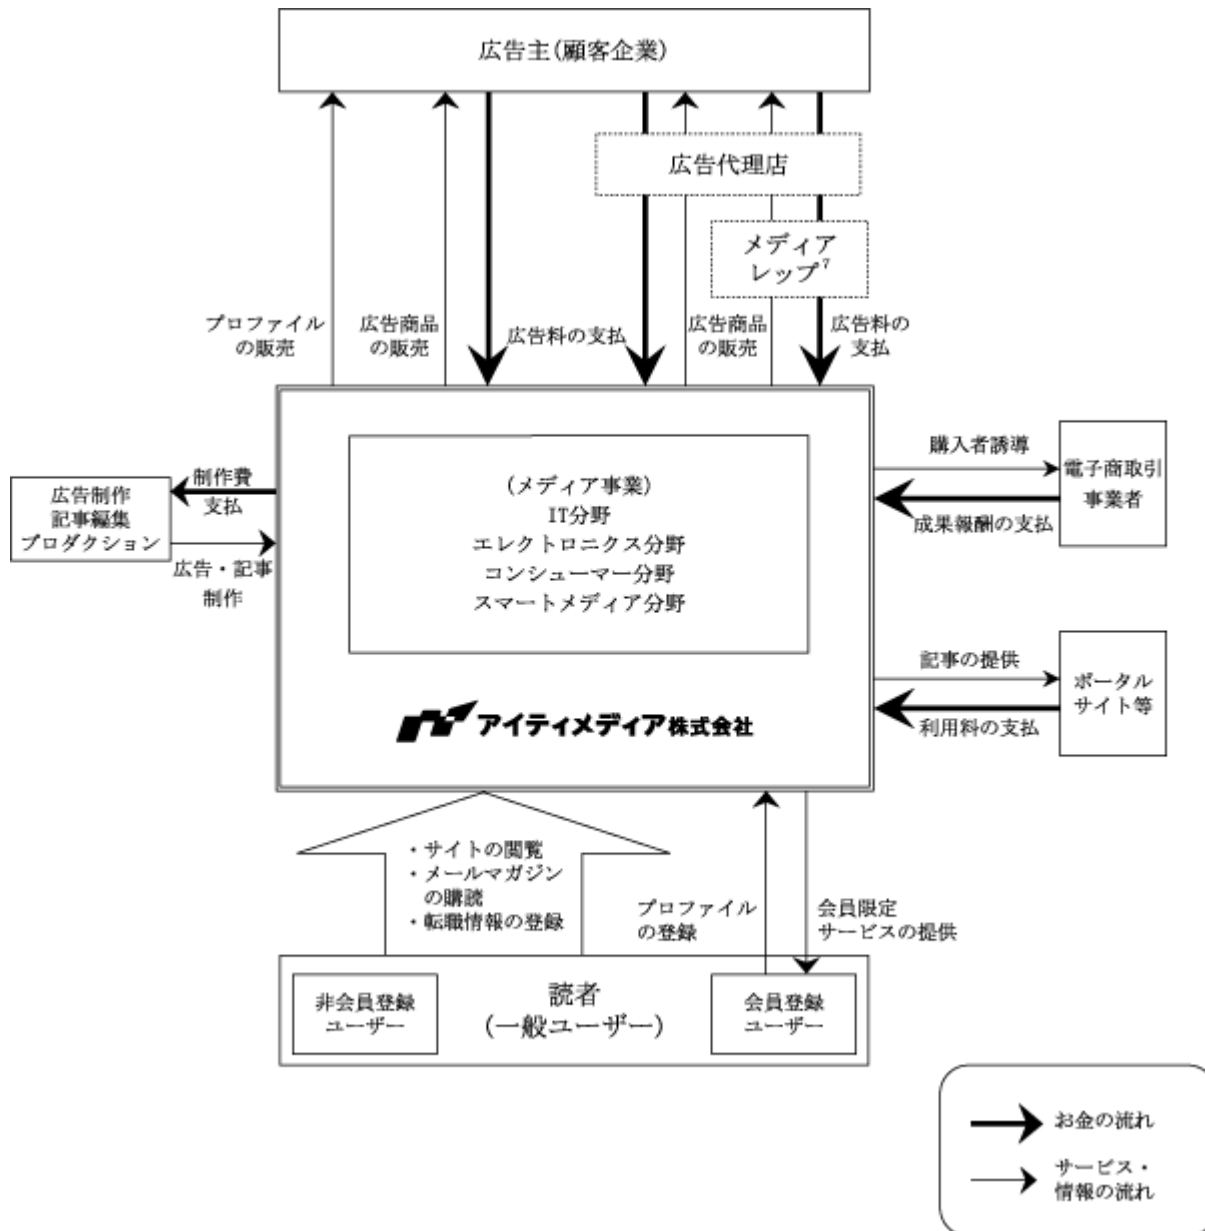 広告主(顧客企業)
広告代理店
メディア
レップ7
プロファイル
の販売
広告商品
の販売
広告料の支払
広告商品
の販売
広告料の
支払
制作費
支払
広告制作
記事編集
プロダクション
広告・記事
制作
(メディア事業)
IT分野
エレクトロニクス分野
コンシューマー分野
スマートメディア分野
アイティメディア株式会社
購入者誘導
成果報酬の支払
電子商取引
事業者
記事の提供
利用料の支払
ポータル
サイト等
・サイトの閲覧
・メールマガジン
の購読
・転職情報の登録
プロファイル
の登録
会員限定
サービスの提供
非会員登録
ユーザー
読者
(一般ユーザー)
会員登録
ユーザー
お金の流れ
サービス・
情報の流れ